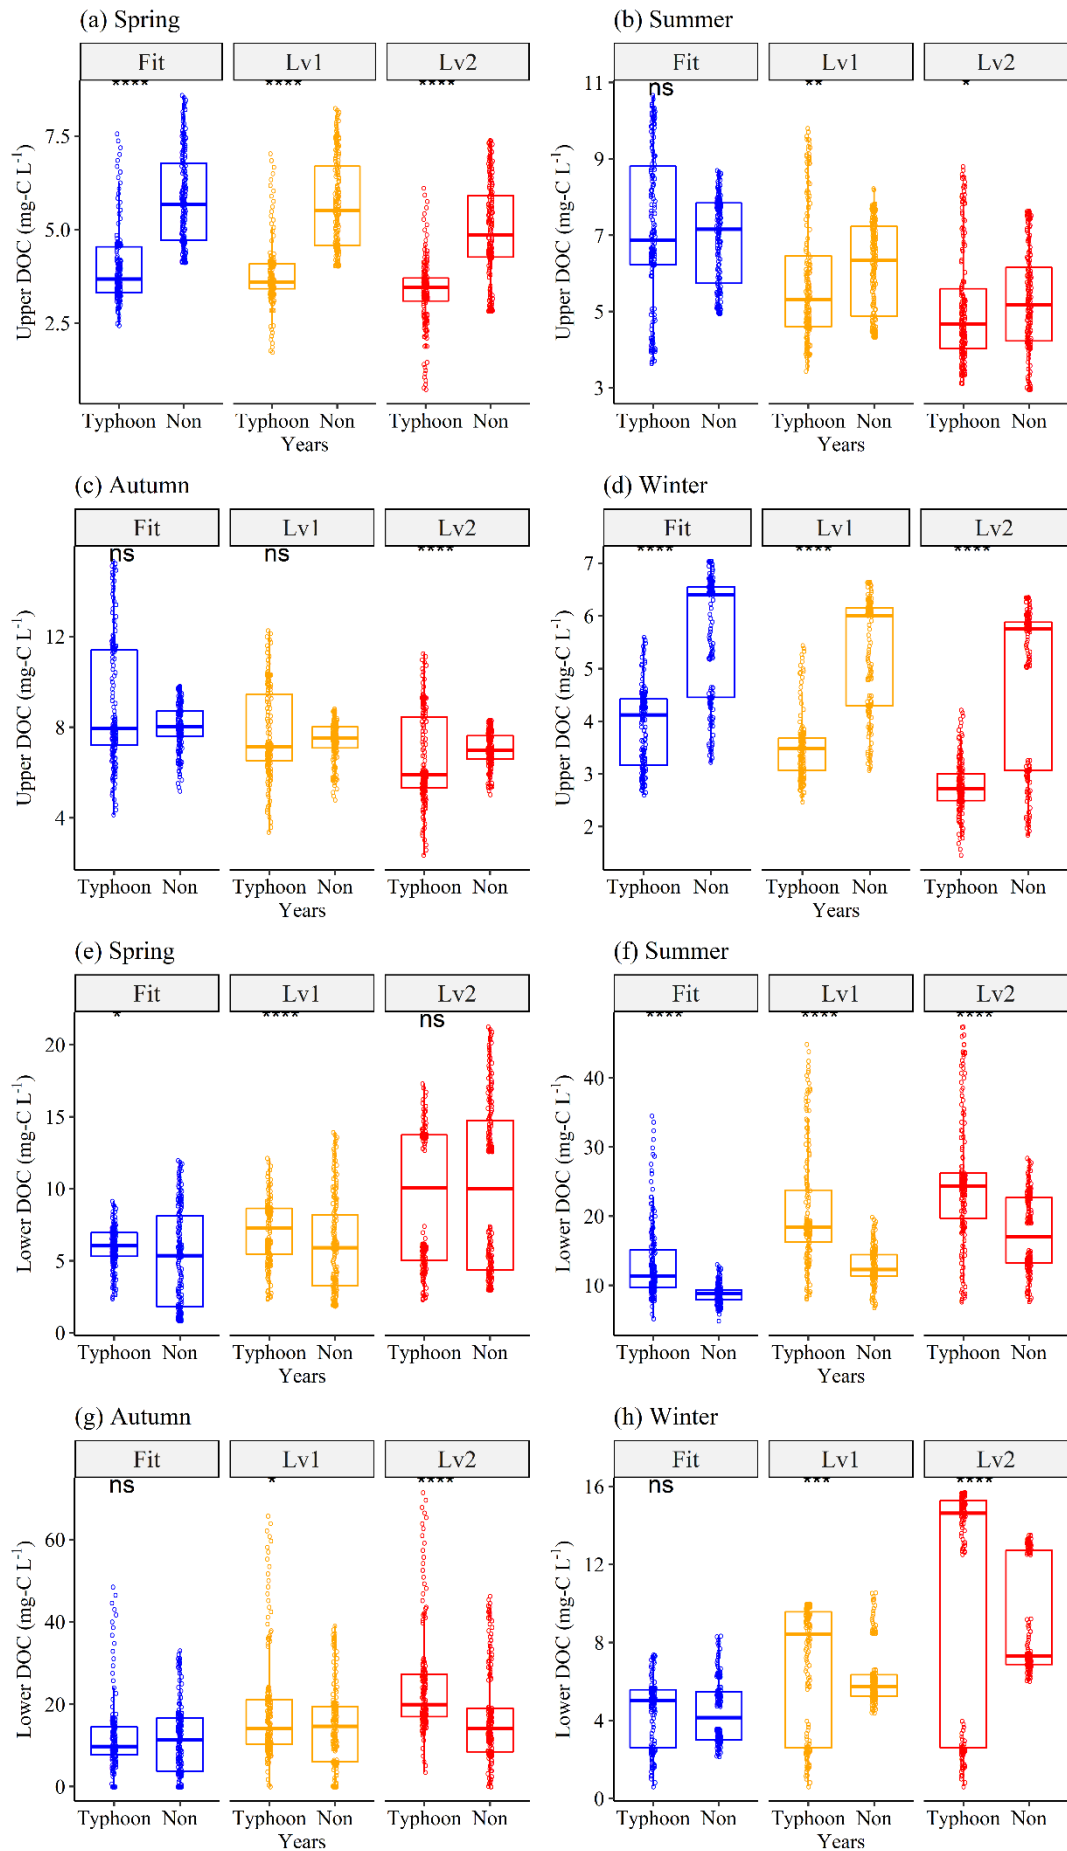 (a) Spring
Fit Lv1 Lv2
**** **** ****
Upper DOC (mg-C L-1)
7.5
5.0
2.5
Typhoon Non Typhoon Non Typhoon Non
Years
(b) Summer
Fit Lv1 Lv2
ns ** *
Upper DOC (mg-C L-1)
11
9
7
5
3
Typhoon Non Typhoon Non Typhoon Non
Years
(c) Autumn
Fit Lv1 Lv2
ns ns ****
Upper DOC (mg-C L-1)
12
8
4
Typhoon Non Typhoon Non Typhoon Non
Years
(d) Winter
Fit Lv1 Lv2
**** **** ****
Upper DOC (mg-C L-1)
7
6
5
4
3
2
Typhoon Non Typhoon Non Typhoon Non
Years
(e) Spring
Fit Lv1 Lv2
* **** ns
Lower DOC (mg-C L-1)
20
15
10
5
0
Typhoon Non Typhoon Non Typhoon Non
Years
(f) Summer
Fit Lv1 Lv2
**** **** ****
Lower DOC (mg-C L-1)
40
30
20
10
Typhoon Non Typhoon Non Typhoon Non
Years
(g) Autumn
Fit Lv1 Lv2
ns * ****
Lower DOC (mg-C L-1)
60
40
20
0
Typhoon Non Typhoon Non Typhoon Non
Years
(h) Winter
Fit Lv1 Lv2
ns *** ****
Lower DOC (mg-C L-1)
16
12
8
4
0
Typhoon Non Typhoon Non Typhoon Non
Years